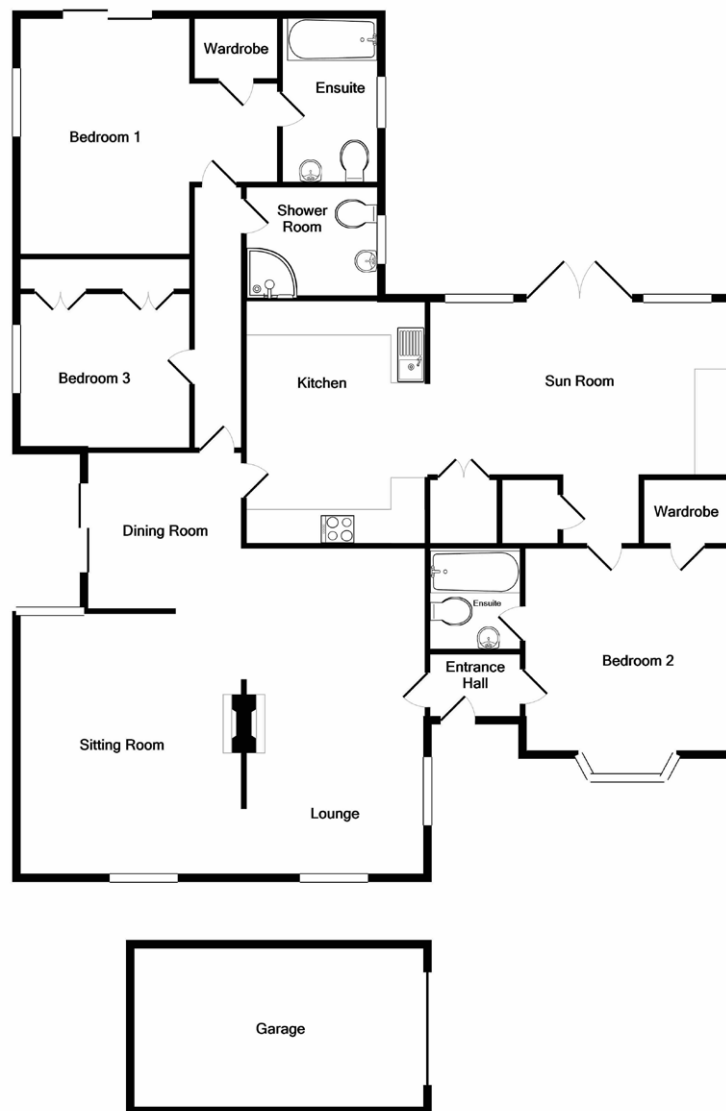 Wardrobe
Ensuite
Bedroom 1
Shower
Room
Bedroom 3
Kitchen
Sun Room
Dining Room
Wardrobe
Ensuite
Entrance
Hall
Bedroom 2
Sitting Room
Lounge
Garage